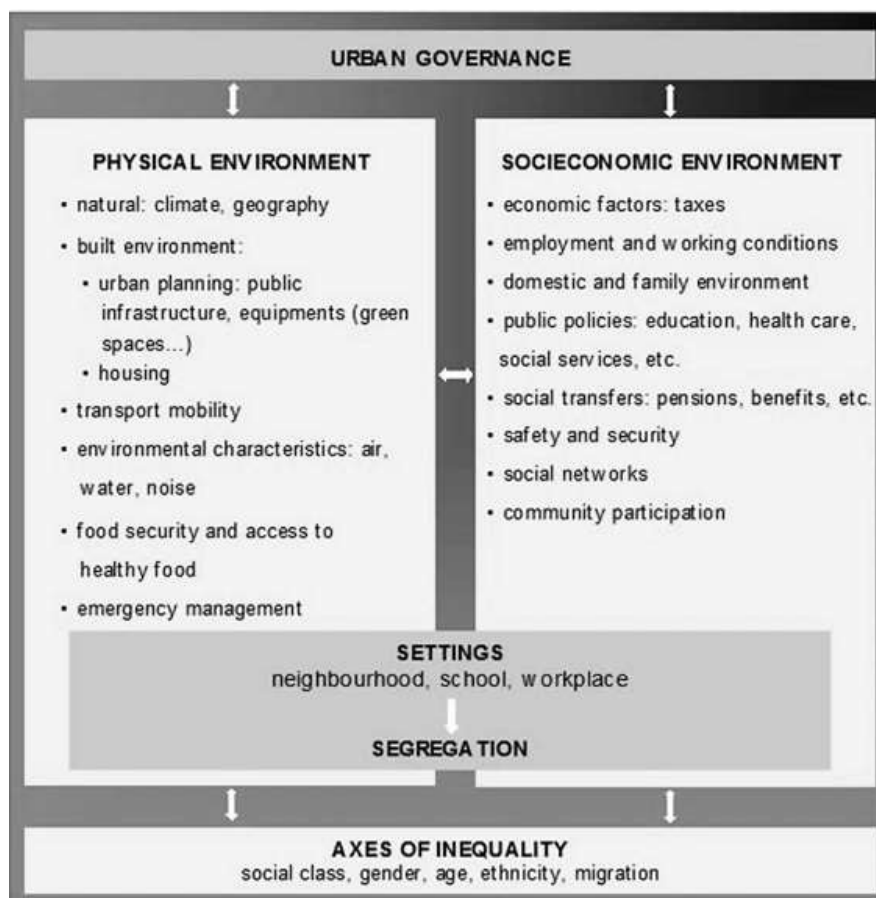 URBAN GOVERNANCE
PHYSICAL ENVIRONMENT
• natural: climate, geography
• built environment:
• urban planning: public
infrastructure, equipments (green
spaces...)
• housing
• transport mobility
• environmental characteristics: air,
water, noise
• food security and access to
healthy food
• emergency management
SOCIECONOMIC ENVIRONMENT
• economic factors: taxes
• employment and working conditions
• domestic and family environment
• public policies: education, health care,
social services, etc.
• social transfers: pensions, benefits, etc.
• safety and security
• social networks
• community participation
SETTINGS
neighbourhood, school, workplace
SEGREGATION
AXES OF INEQUALITY
social class, gender, age, ethnicity, migration